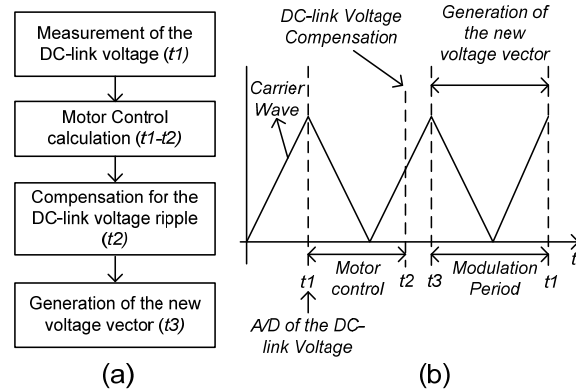 (a)
Measurement of the
DC-link voltage (t1)
Motor Control
calculation (t1-t2)
Compensation for the
DC-link voltage ripple
(t2)
Generation of the new
voltage vector (t3)
(a)
DC-link Voltage
Compensation
Generation of
the new
voltage vector
Carrier
Wave
t
t1
Motor
control
t2
t3
Modulation
Period
t1
A/D of the DC-
link Voltage
(b)